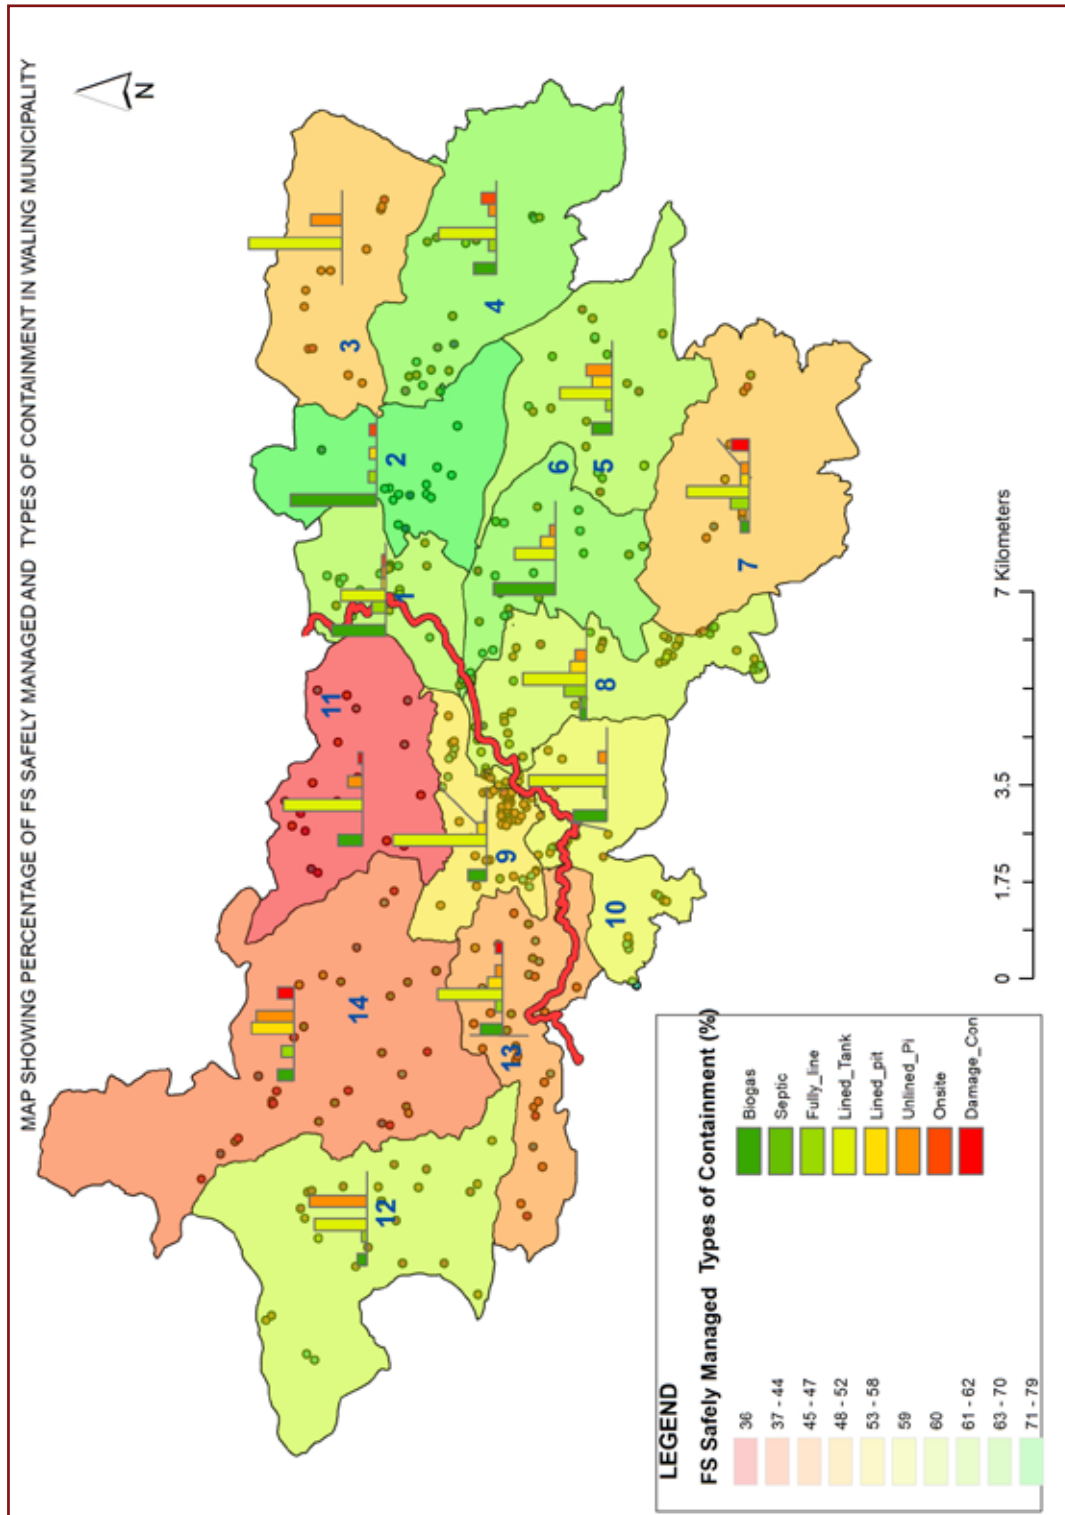 MAP SHOWING PERCENTAGE OF FS SAFELY MANAGED AND TYPES OF CONTAINMENT IN WALING MUNICIPALITY
N
3
4
2
1
5
6
7
8
11
9
10
14
13
12
0 1.75 3.5 7 Kilometers
LEGEND
FS Safely Managed Types of Containment (%)
36
37 - 44
45 - 47
48 - 52
53 - 58
59
60
61 - 62
63 - 70
71 - 79
Biogas
Septic
Fully_line
Lined_Tank
Lined_pit
Unlined_Pi
Onsite
Damage_Con